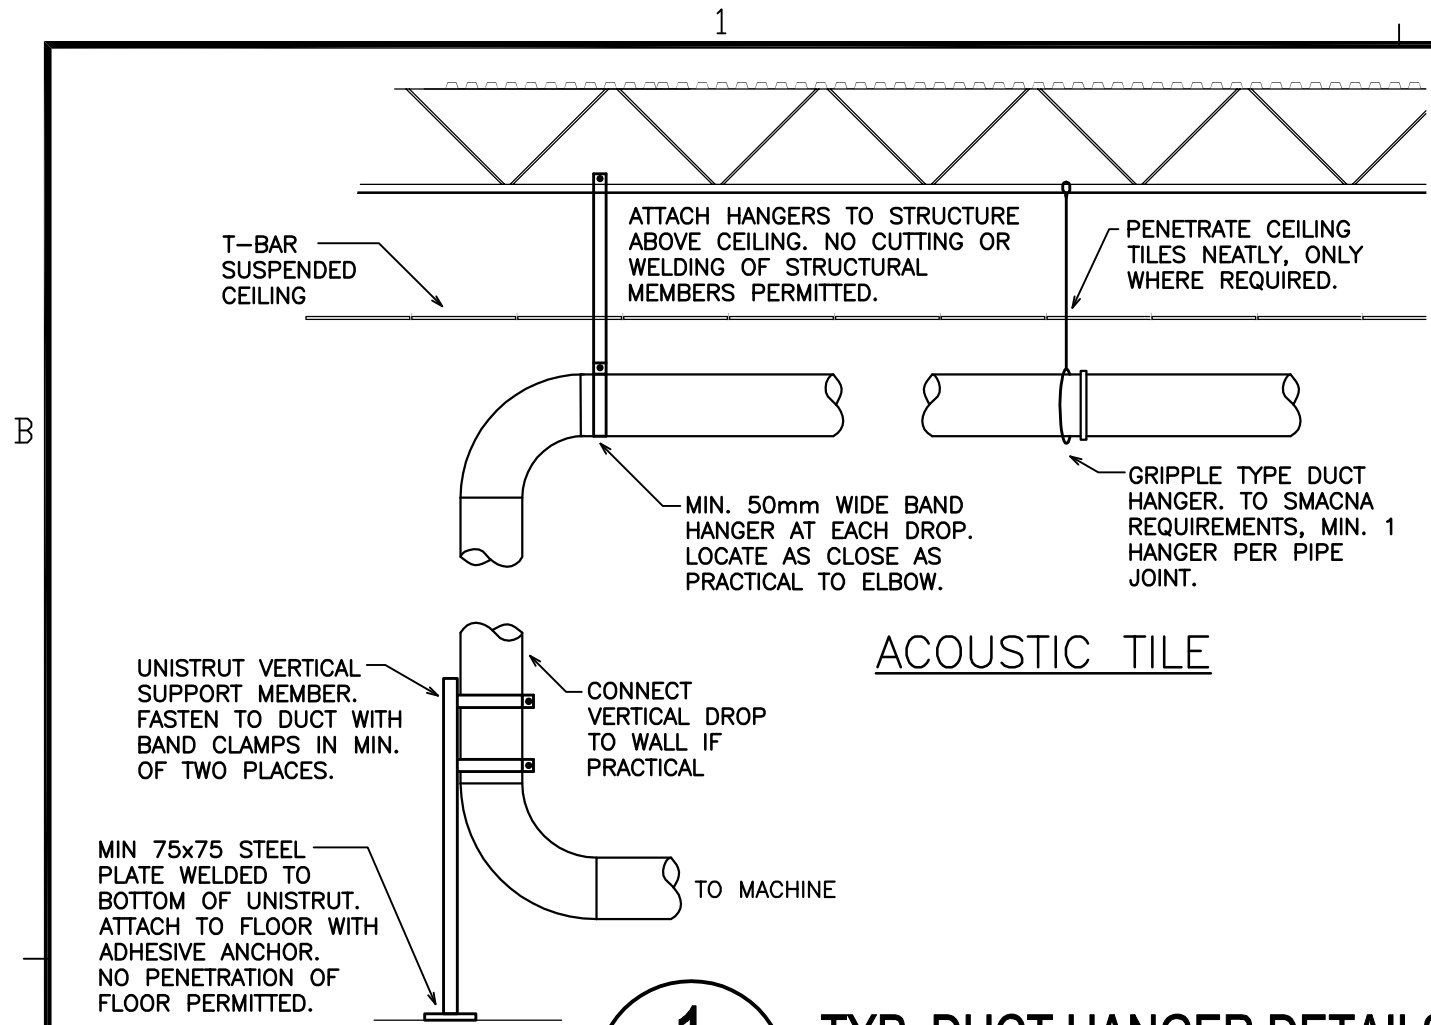 1
B
T-BAR
SUSPENDED
CEILING
ATTACH HANGERS TO STRUCTURE
ABOVE CEILING. NO CUTTING OR
WELDING OF STRUCTURAL
MEMBERS PERMITTED.
PENETRATE CEILING
TILES NEATLY, ONLY
WHERE REQUIRED.
MIN. 50mm WIDE BAND
HANGER AT EACH DROP.
LOCATE AS CLOSE AS
PRACTICAL TO ELBOW.
GRIPPLE TYPE DUCT
HANGER. TO SMACNA
REQUIREMENTS, MIN. 1
HANGER PER PIPE
JOINT.
ACOUSTIC TILE
UNISTRUT VERTICAL
SUPPORT MEMBER.
FASTEN TO DUCT WITH
BAND CLAMPS IN MIN.
OF TWO PLACES.
CONNECT
VERTICAL DROP
TO WALL IF
PRACTICAL
MIN 75x75 STEEL
PLATE WELDED TO
BOTTOM OF UNISTRUT.
ATTACH TO FLOOR WITH
ADHESIVE ANCHOR.
NO PENETRATION OF
FLOOR PERMITTED.
TO MACHINE
1
TYP. DUCT HANGER DETAILS